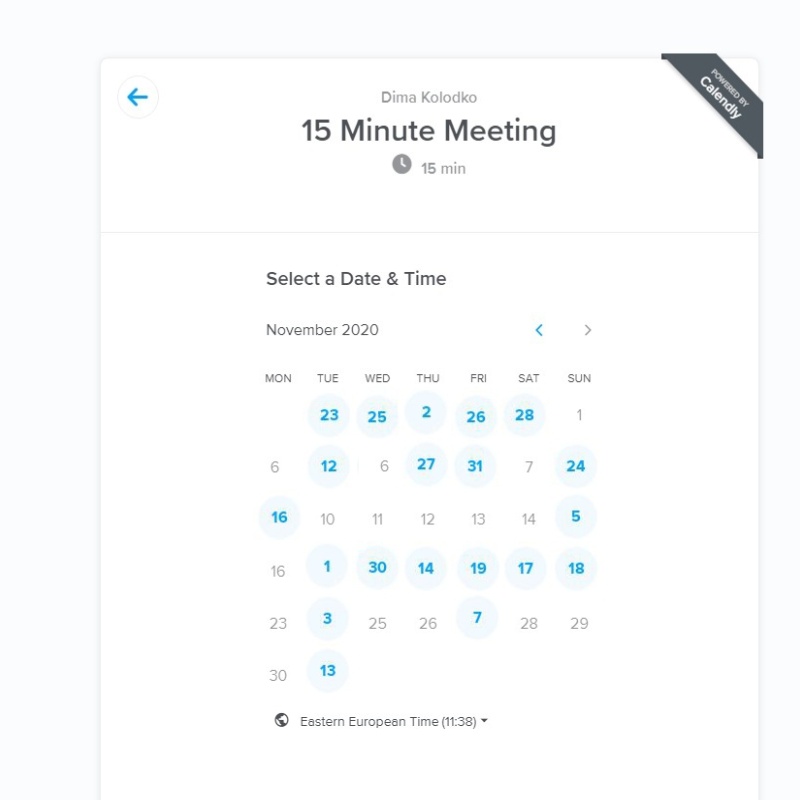 POWERED BY
Calendly
Dima Kolodko
15 Minute Meeting
15 min
Select a Date & Time
November 2020
MON TUE WED THU FRI SAT SUN
23 25 2 26 28 1
6 12 6 27 31 7 24
16 10 11 12 13 14 5
16 1 30 14 19 17 18
23 3 25 26 7 28 29
30 13
Eastern European Time (11:38)